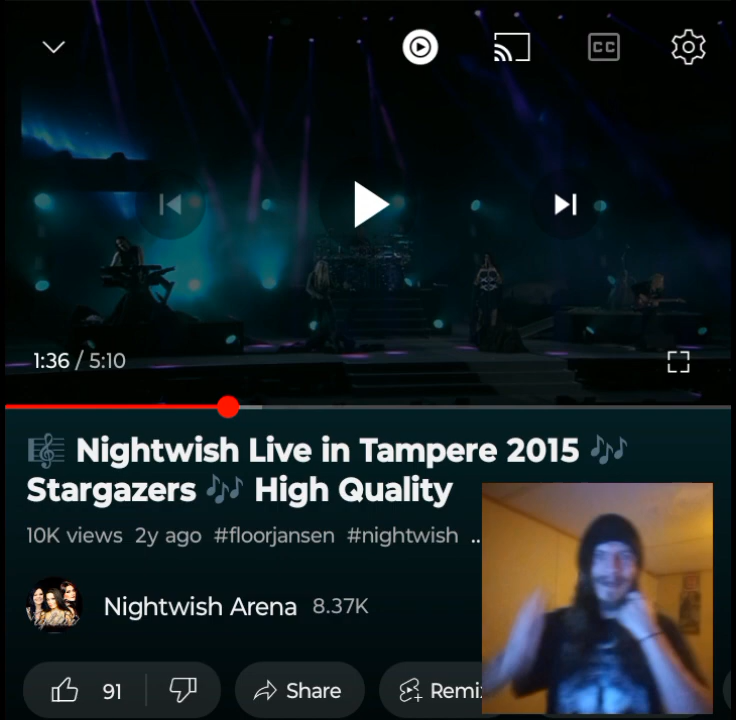 CC
1:36 / 5:10
🎼 Nightwish Live in Tampere 2015 🎶
Stargazers 🎶 High Quality
10K views 2y ago #floorjansen #nightwish ..
Nightwish Arena 8.37K
91 Share Remi